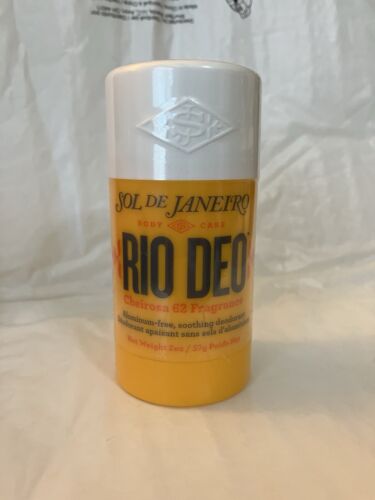 SOL DE JANEIRO
BODY CARE
RIO DEO
Cheirosa 62 Fragrance
Aluminum-free, soothing deodorant
Déodorant apaisant sans sels d'aluminium
Net Weight 2oz / 57g Poids Net